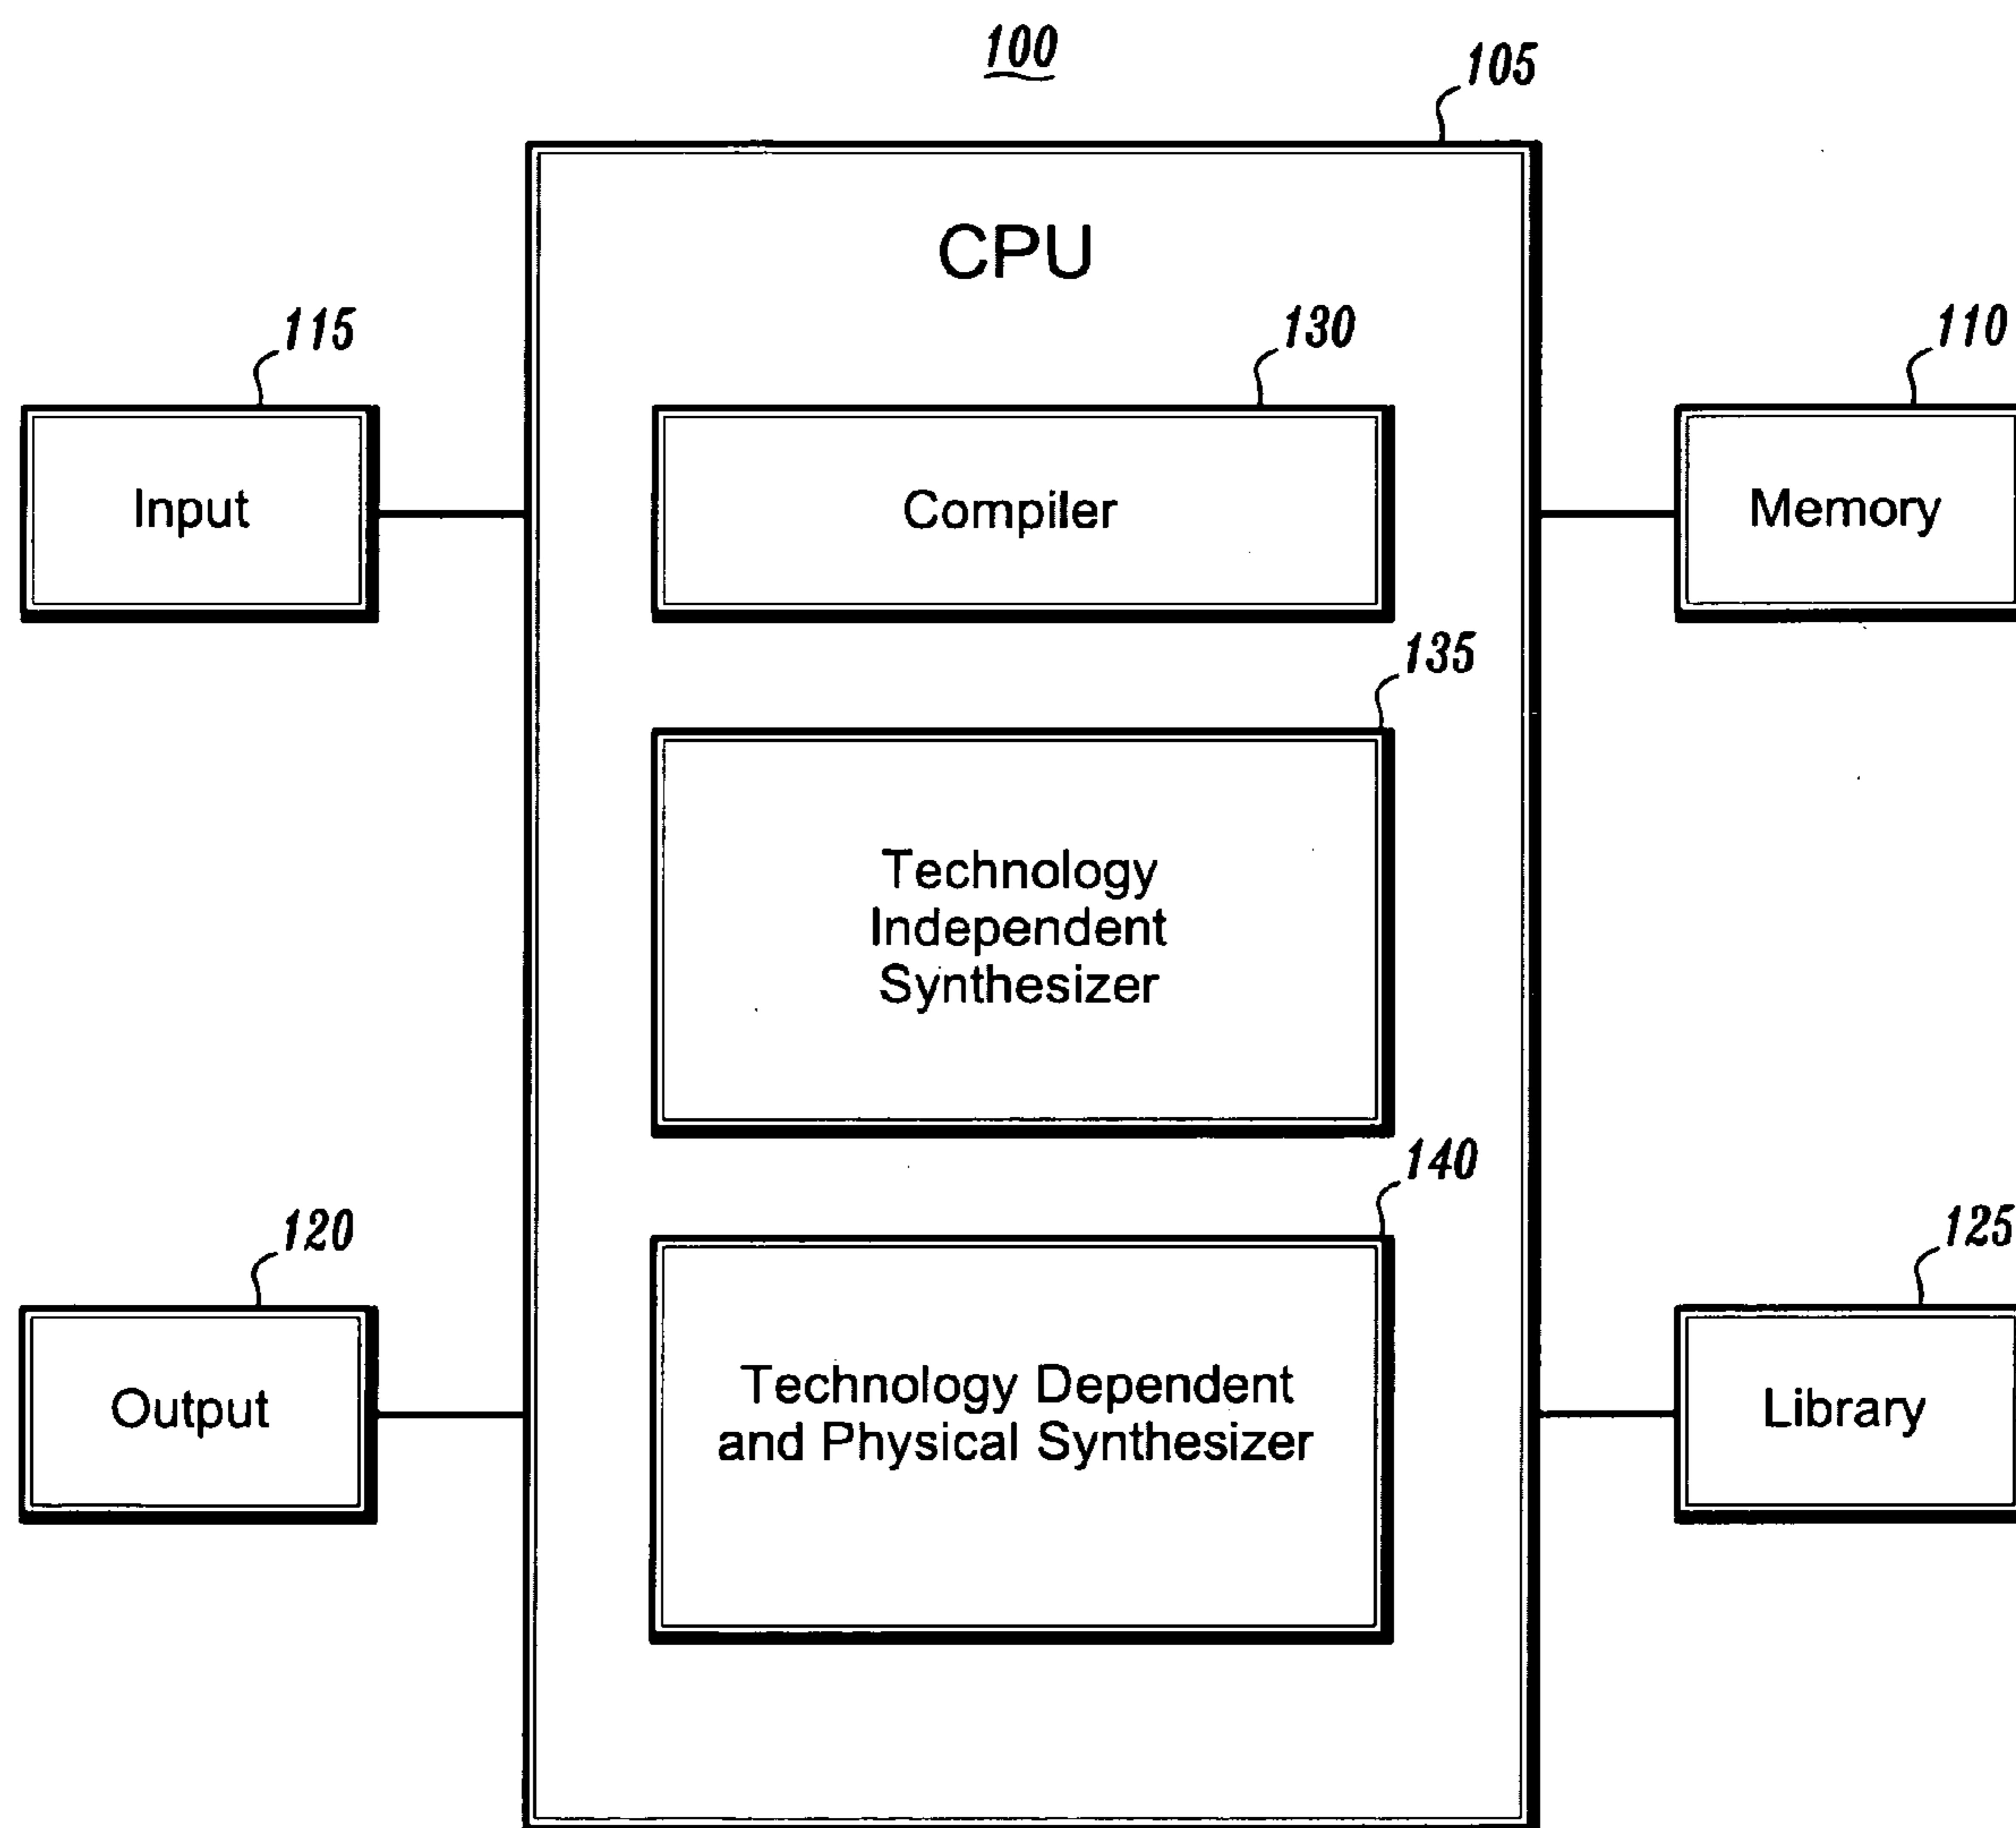 100
105
CPU
115
130
110
Input
Compiler
Memory
135
Technology
Independent
Synthesizer
140
120
125
Output
Technology Dependent
and Physical Synthesizer
Library